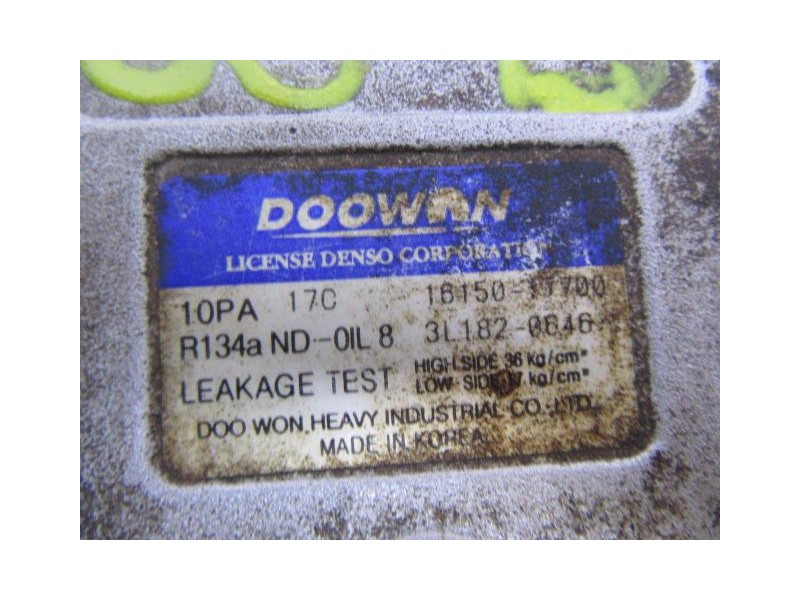 DOOWON
LICENSE DENSO CORPORATION
10PA 17C 16150-17700
R134a ND-OIL 8 3L182-0646
LEAKAGE TEST HIGH SIDE 36 kg/cm²
LOW SIDE 17 kg/cm²
DOO WON HEAVY INDUSTRIAL CO.,LTD.
MADE IN KOREA